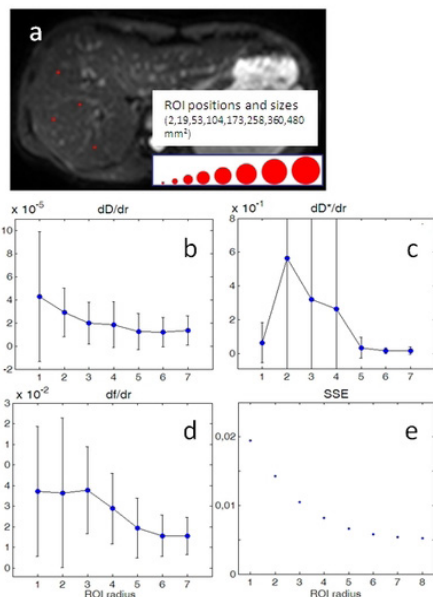 a
ROI positions and sizes
(2,19,53,104,173,258,360,480
mm²)
x 10⁻⁵
dD/dr
b
10
8
6
4
2
0
-2
1 2 3 4 5 6 7
x 10⁻¹
dD*/dr
c
8
6
4
2
0
1 2 3 4 5 6 7
x 10⁻²
df/dr
d
3
2
1
0
8
6
4
2
0
1 2 3 4 5 6 7
ROI radius
SSE
e
0,02
0,01
0
1 2 3 4 5 6 7 8
ROI radius